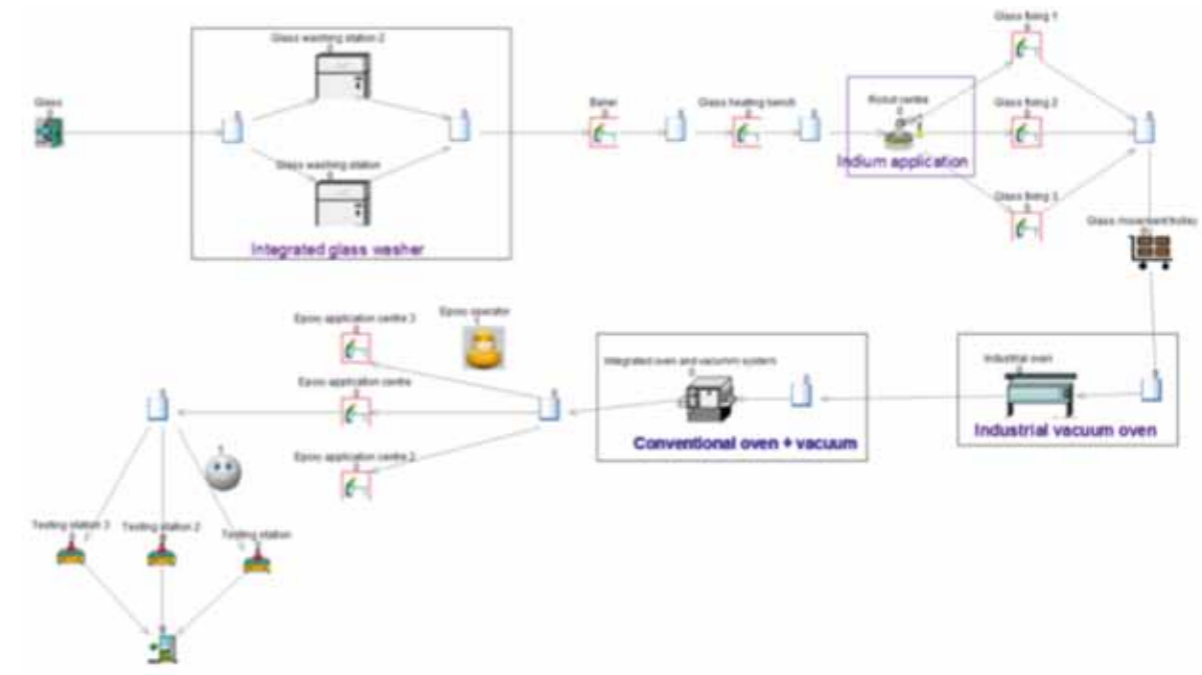 Glass
Glass washing station 2
Glass washing station
Integrated glass washer
Baker
Glass heating bench
Robot centre
Indium application
Glass fixing 1
Glass fixing 2
Glass fixing 3
Glass movement trolley
Industrial oven
Industrial vacuum oven
Integrated oven and vacuum system
Conventional oven + vacuum
Epoxy operator
Epoxy application centre 3
Epoxy application centre
Epoxy application centre 2
Testing station 3
Testing station 2
Testing station